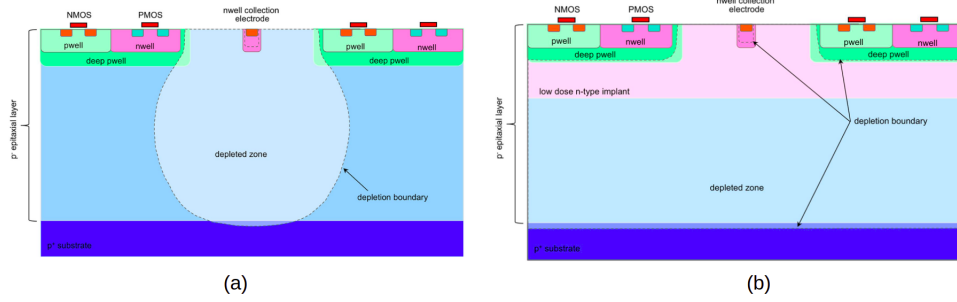 NMOS
PMOS
nwell collection
electrode
pwell
nwell
pwell
nwell
deep pwell
deep pwell
p⁻ epitaxial layer
depleted zone
depletion boundary
p⁺ substrate
(a)
NMOS
PMOS
nwell collection
electrode
pwell
nwell
pwell
nwell
deep pwell
deep pwell
low dose n-type implant
p⁻ epitaxial layer
depletion boundary
depleted zone
p⁺ substrate
(b)